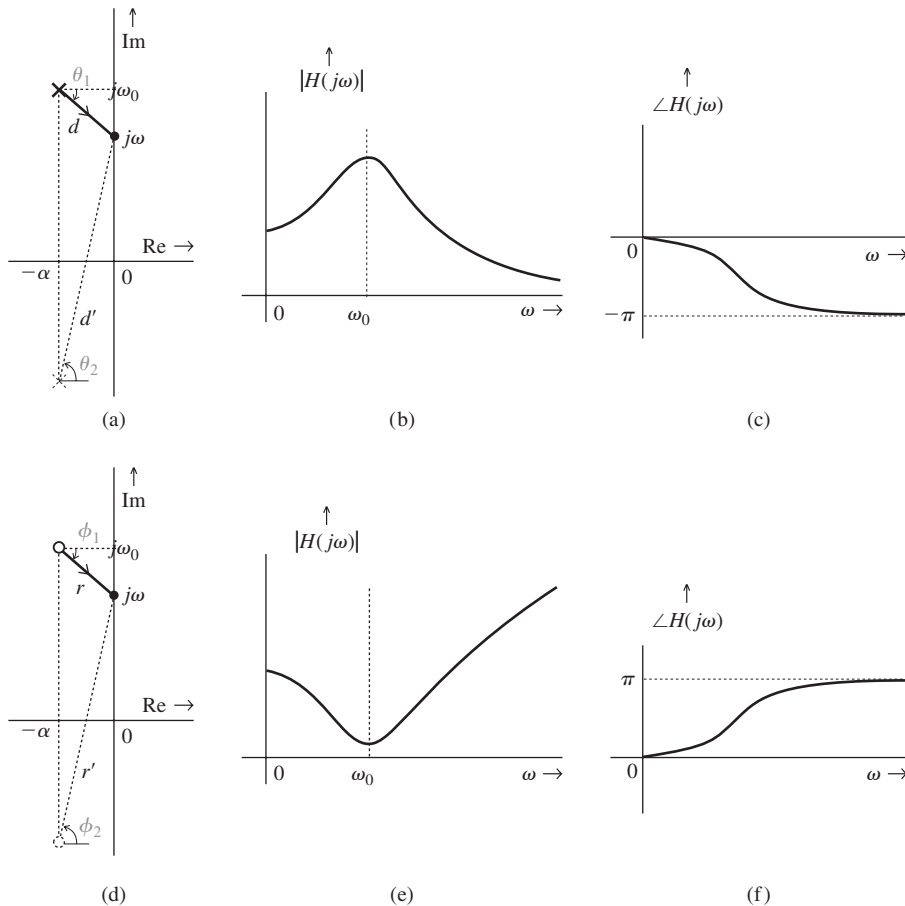 Im
θ₁
jω₀
d
jω
Re →
−α
0
d′
θ₂
(a)
|H(jω)|
0
ω₀
ω →
(b)
∠H(jω)
0
ω →
−π
(c)
Im
ϕ₁
jω₀
r
jω
Re →
−α
0
r′
ϕ₂
(d)
|H(jω)|
0
ω₀
ω →
(e)
∠H(jω)
π
0
ω →
(f)